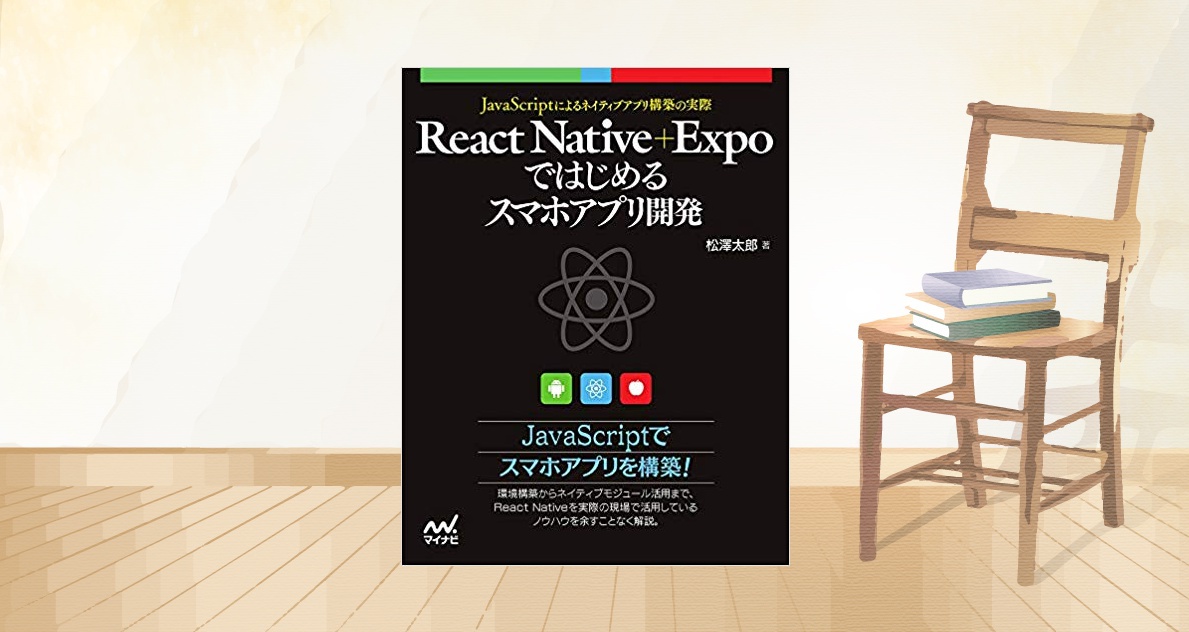 JavaScriptによるネイティブアプリ構築の実際
React Native+Expo
ではじめる
スマホアプリ開発
松澤太郎 著
JavaScriptで
スマホアプリを構築!
環境構築からネイティブモジュール活用まで、
React Nativeを実際の現場で活用している
ノウハウを余すことなく解説。
マイナビ